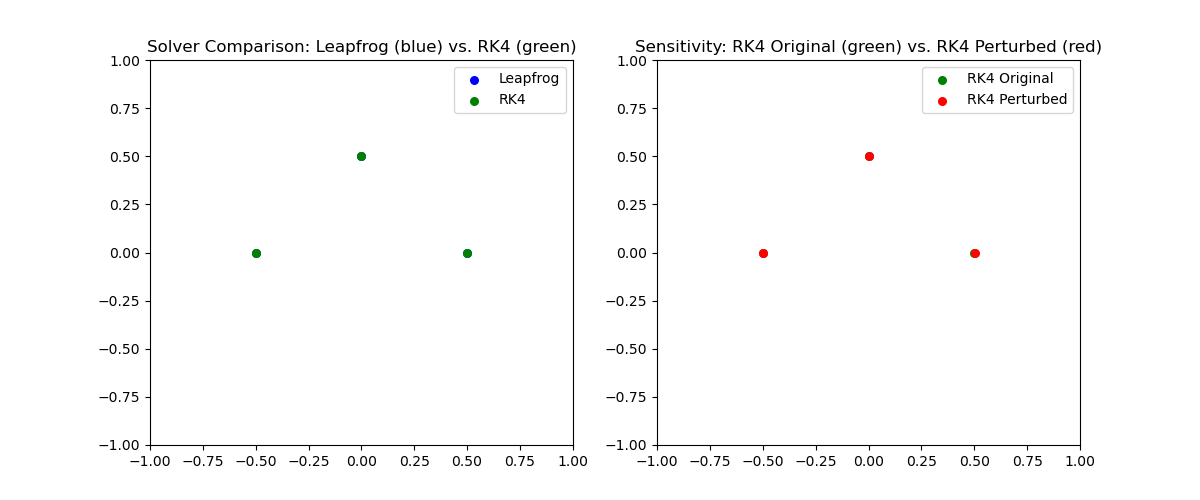 Solver Comparison: Leapfrog (blue) vs. RK4 (green)
1.00
0.75
0.50
0.25
0.00
−0.25
−0.50
−0.75
−1.00
−1.00 −0.75 −0.50 −0.25 0.00 0.25 0.50 0.75 1.00
Leapfrog
RK4
Sensitivity: RK4 Original (green) vs. RK4 Perturbed (red)
1.00
0.75
0.50
0.25
0.00
−0.25
−0.50
−0.75
−1.00
−1.00 −0.75 −0.50 −0.25 0.00 0.25 0.50 0.75 1.00
RK4 Original
RK4 Perturbed